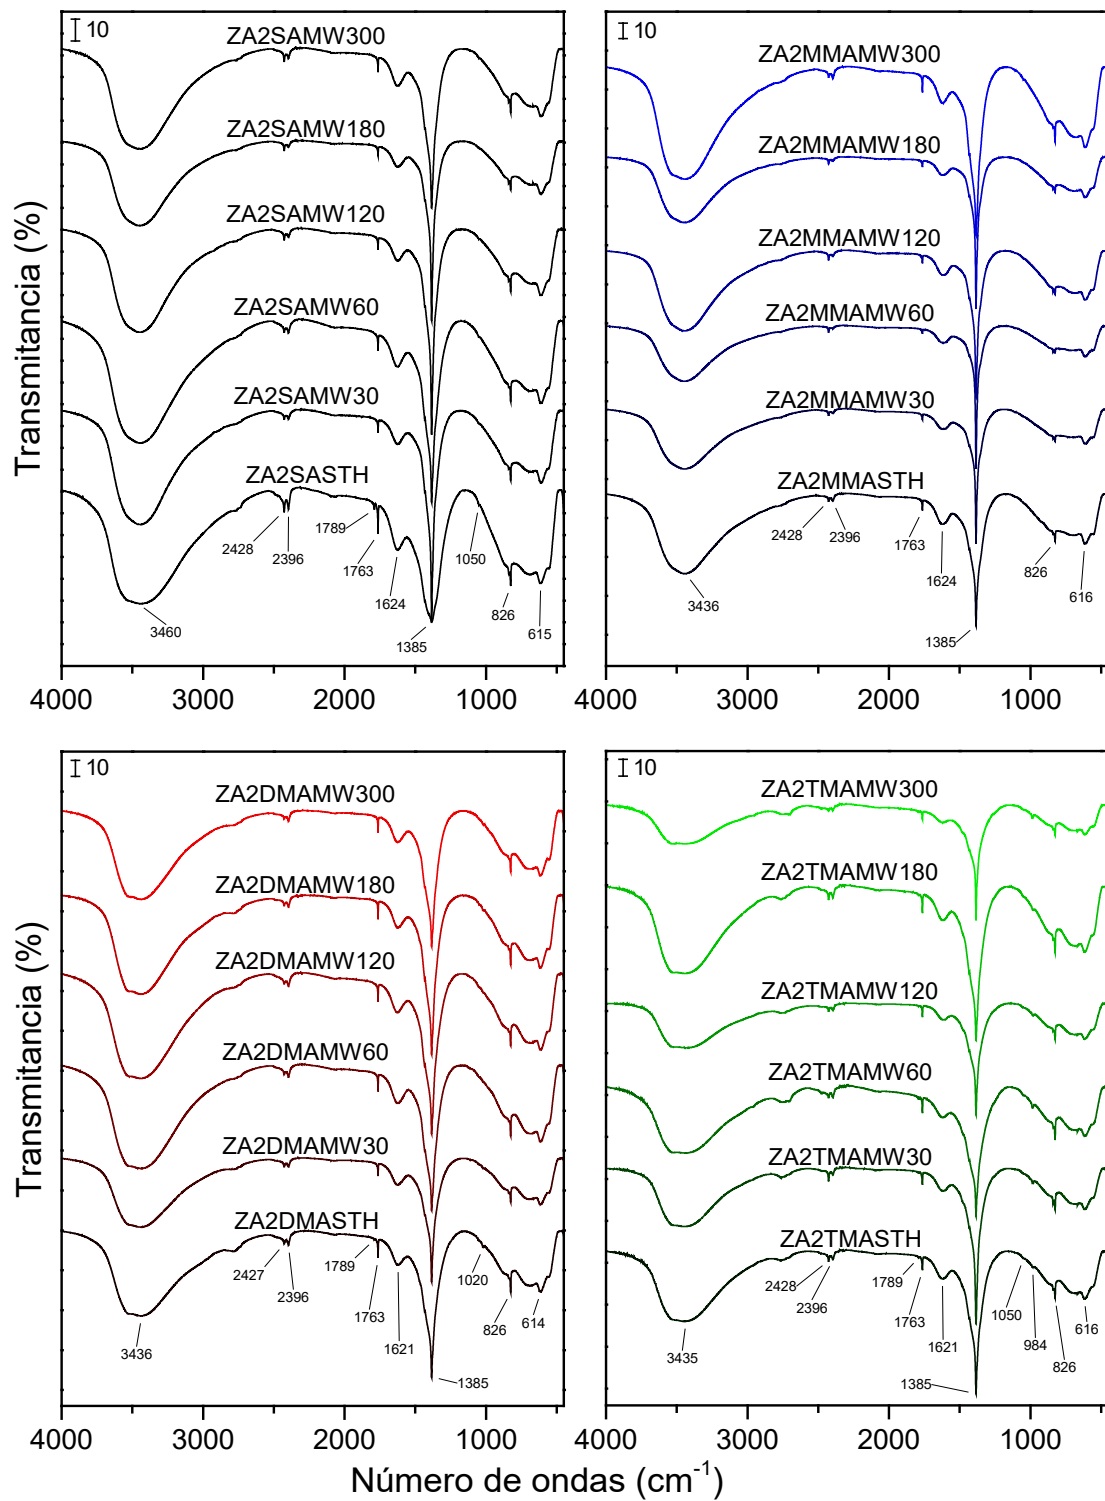 10
ZA2SAMW300
ZA2SAMW180
ZA2SAMW120
ZA2SAMW60
ZA2SAMW30
ZA2SASTH
2428
2396
1789
1763
1624
1050
3460
1385
826
615
4000 3000 2000 1000
Transmitancia (%)
10
ZA2MMAMW300
ZA2MMAMW180
ZA2MMAMW120
ZA2MMAMW60
ZA2MMAMW30
ZA2MMASTH
2428
2396
1763
1624
3436
1385
826
616
4000 3000 2000 1000
10
ZA2DMAMW300
ZA2DMAMW180
ZA2DMAMW120
ZA2DMAMW60
ZA2DMAMW30
ZA2DMASTH
2427
2396
1789
1763
1621
1020
3436
1385
826
614
4000 3000 2000 1000
Transmitancia (%)
10
ZA2TMAMW300
ZA2TMAMW180
ZA2TMAMW120
ZA2TMAMW60
ZA2TMAMW30
ZA2TMASTH
2428
2396
1789
1763
1621
1050
984
826
616
3435
1385
4000 3000 2000 1000
Número de ondas (cm⁻¹)